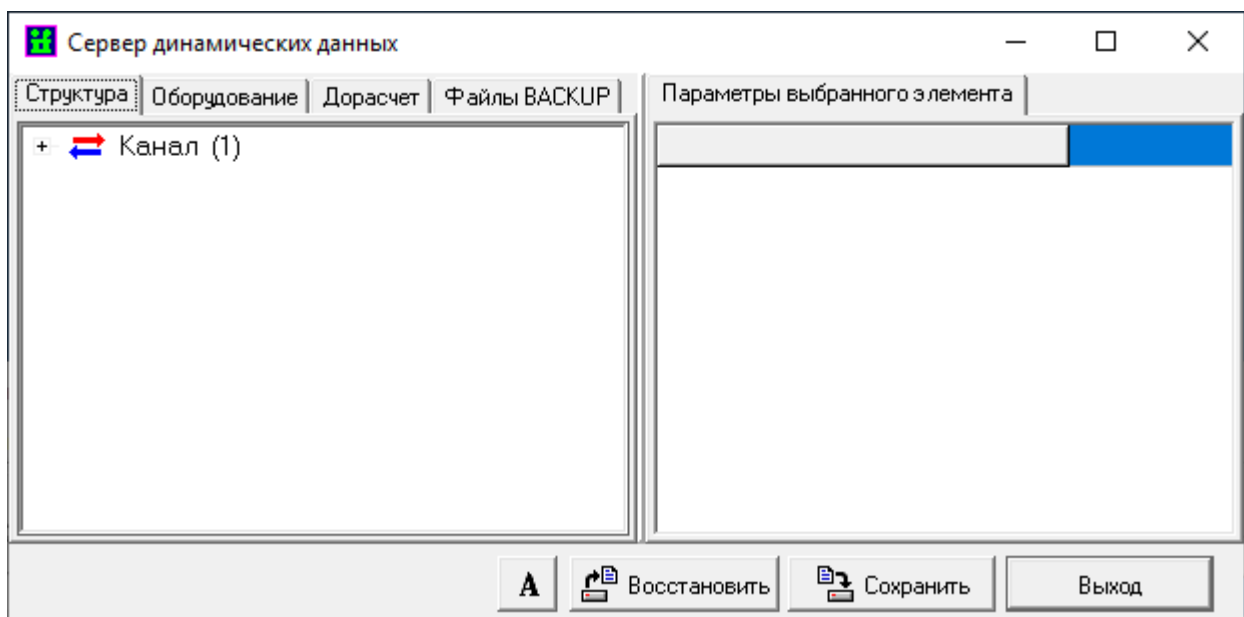 Сервер динамических данных
Структура Оборудование Дорасчет Файлы BACKUP Параметры выбранного элемента
Канал (1)
A Восстановить Сохранить Выход